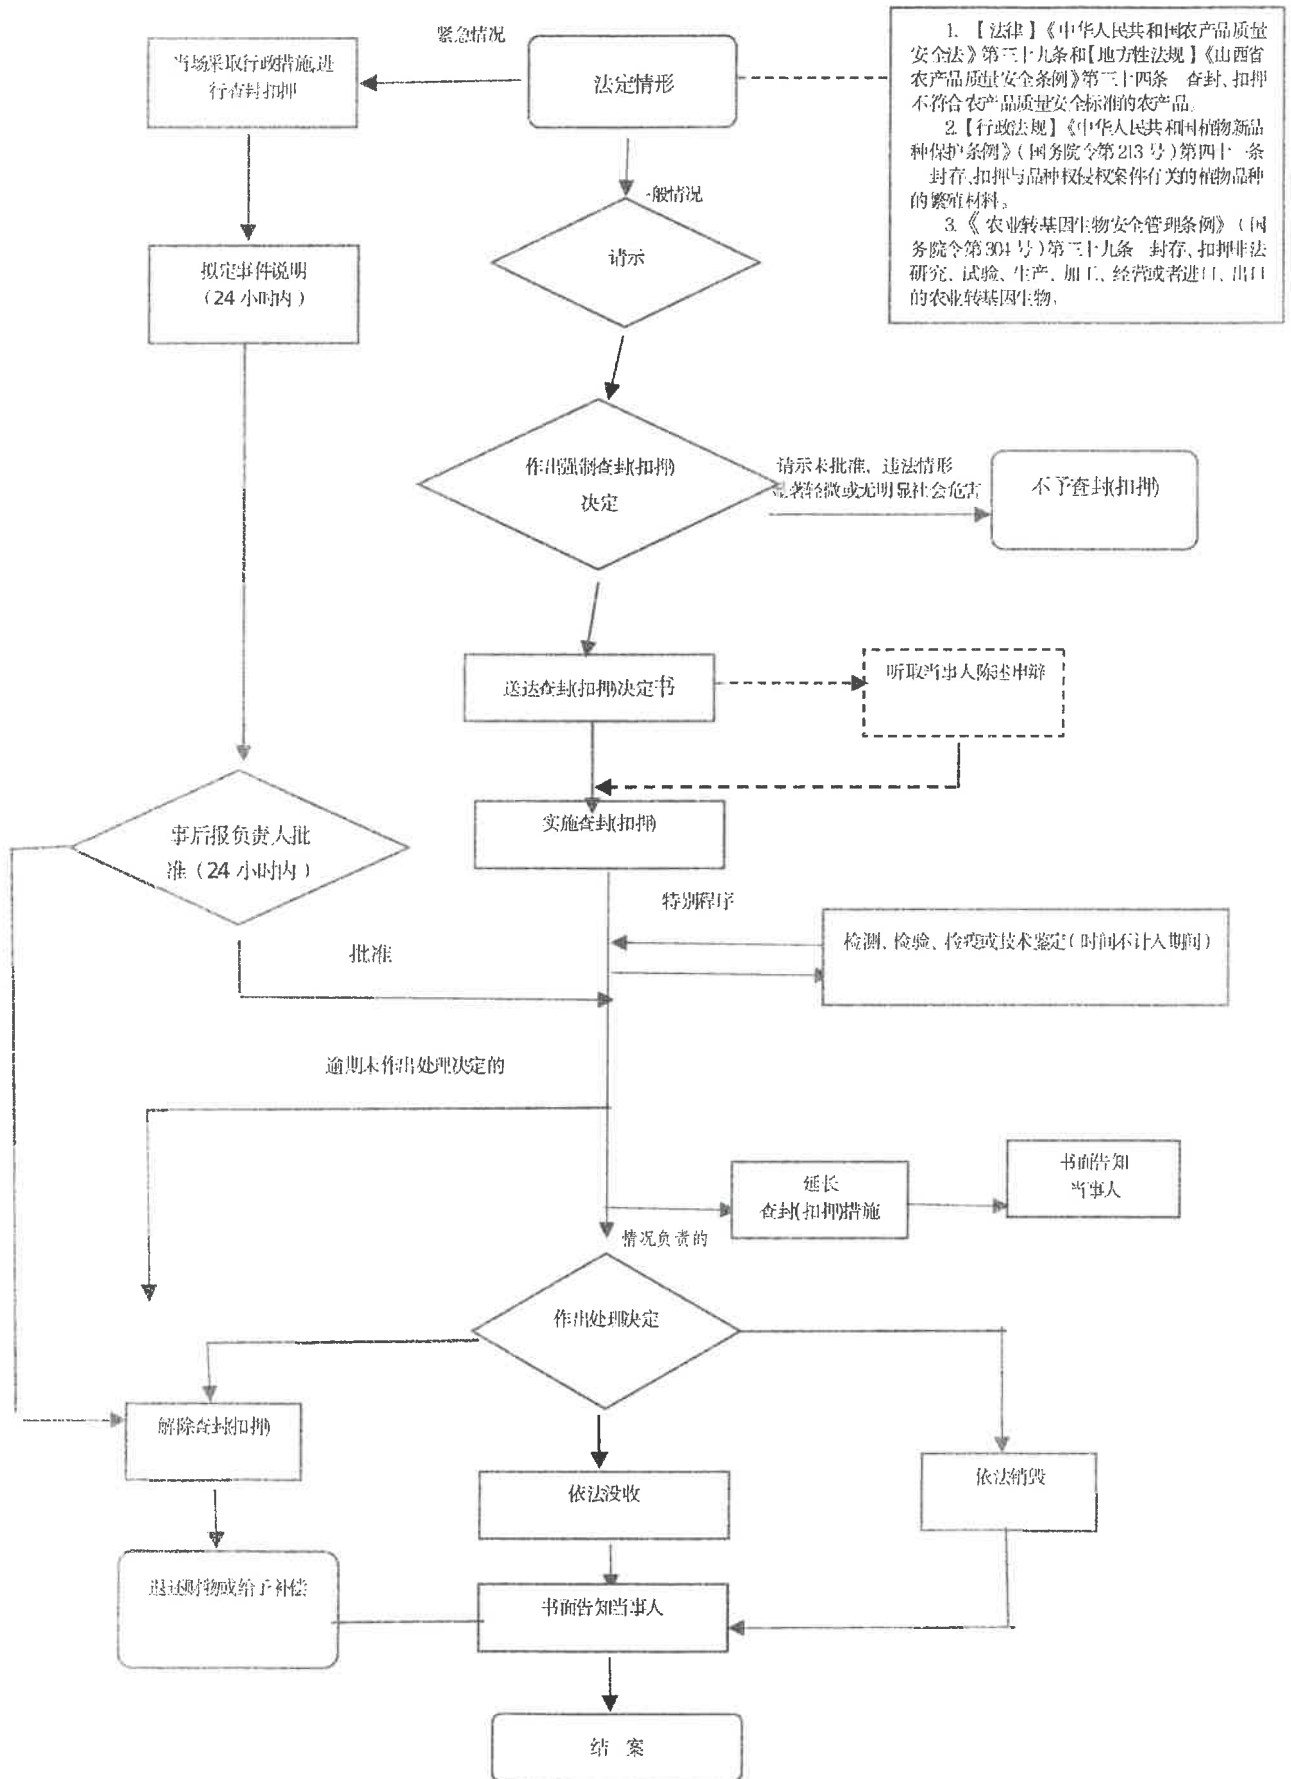 紧急情况
当场采取行政措施,进
行查封扣押
法定情形
1. 【法律】《中华人民共和国农产品质量
安全法》第三十九条和【地方性法规】《山西省
农产品质量安全条例》第三十四条 查封、扣押
不符合农产品质量安全标准的农产品。
2.【行政法规】《中华人民共和国植物新品
种保护条例》(国务院令第213 号)第四十一条
封存、扣押与品种权侵权案件有关的植物品种
的繁殖材料。
3.《 农业转基因生物安全管理条例》(国
务院令第304 号)第三十九条 封存、扣押非法
研究、试验、生产、加工、经营或者进口、出口
的农业转基因生物。
一般情况
请示
拟定事件说明
(24 小时内)
作出强制查封(扣押)
决定
请示未批准、违法情形
显著轻微或无明显社会危害
不予查封(扣押)
送达查封(扣押)决定书
听取当事人陈述申辩
实施查封(扣押)
事后报负责人批
准(24 小时内)
特别程序
检测、检验、检疫或技术鉴定(时间不计入期间)
批准
逾期未作出处理决定的
延长
查封(扣押)措施
书面告知
当事人
情况负责的
作出处理决定
解除查封(扣押)
依法没收
依法销毁
退还财物或给予补偿
书面告知当事人
结 案